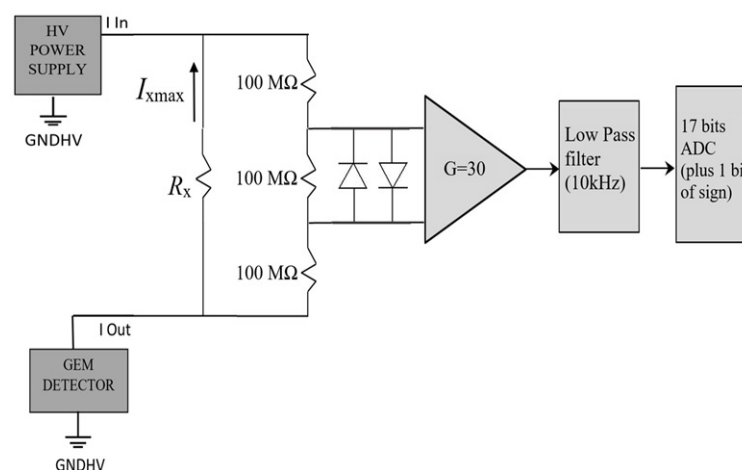 HV
POWER
SUPPLY
I In
GNDHV
Ixmax
Rx
100 MΩ
100 MΩ
100 MΩ
G=30
Low Pass
filter
(10kHz)
17 bits
ADC
(plus 1 bi
of sign)
I Out
GEM
DETECTOR
GNDHV